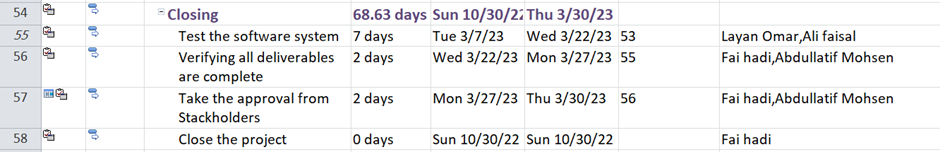 54 Closing 68.63 days Sun 10/30/22 Thu 3/30/23
55 Test the software system 7 days Tue 3/7/23 Wed 3/22/23 53 Layan Omar,Ali faisal
56 Verifying all deliverables 2 days Wed 3/22/23 Mon 3/27/23 55 Fai hadi,Abdullatif Mohsen
are complete
57 Take the approval from 2 days Mon 3/27/23 Thu 3/30/23 56 Fai hadi,Abdullatif Mohsen
Stackholders
58 Close the project 0 days Sun 10/30/22 Sun 10/30/22 Fai hadi